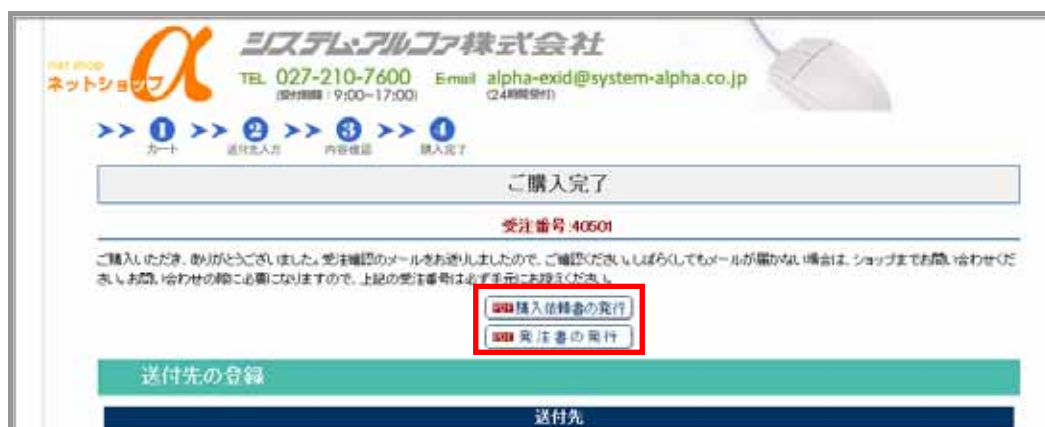 net shop
ネットショップ
α
システム・アルファ株式会社
TEL 027-210-7600 E-mail alpha-exid@system-alpha.co.jp
(受付時間:9:00~17:00) (24時間受付)
>> 1 >> 2 >> 3 >> 4
カート 送付先入力 内容確認 購入完了
ご購入完了
受注番号:40501
ご購入いただき、ありがとうございました。受注確認のメールをお送りしましたので、ご確認ください。しばらくしてもメールが届かない場合は、ショップまでお問い合わせくだ
さい。お問い合わせの際に必要になりますので、上記の受注番号は必ず手元にお控えください。
購入依頼書の発行
発注書の発行
送付先の登録
送付先